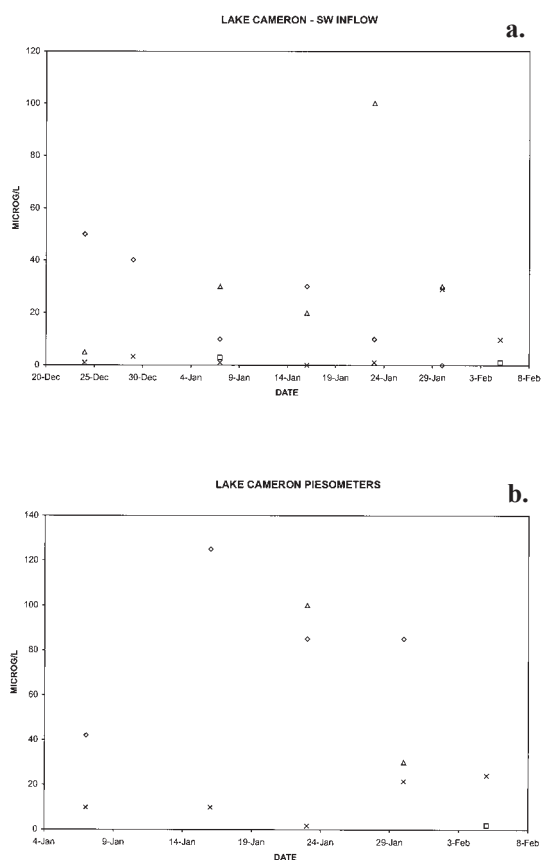 LAKE CAMERON - SW INFLOW
a.
120
100
80
60
40
20
0
MICROG/L
20-Dec 25-Dec 30-Dec 4-Jan 9-Jan 14-Jan 19-Jan 24-Jan 29-Jan 3-Feb 8-Feb
DATE
LAKE CAMERON PIESOMETERS
b.
140
120
100
80
60
40
20
0
MICROG/L
4-Jan 9-Jan 14-Jan 19-Jan 24-Jan 29-Jan 3-Feb 8-Feb
DATE